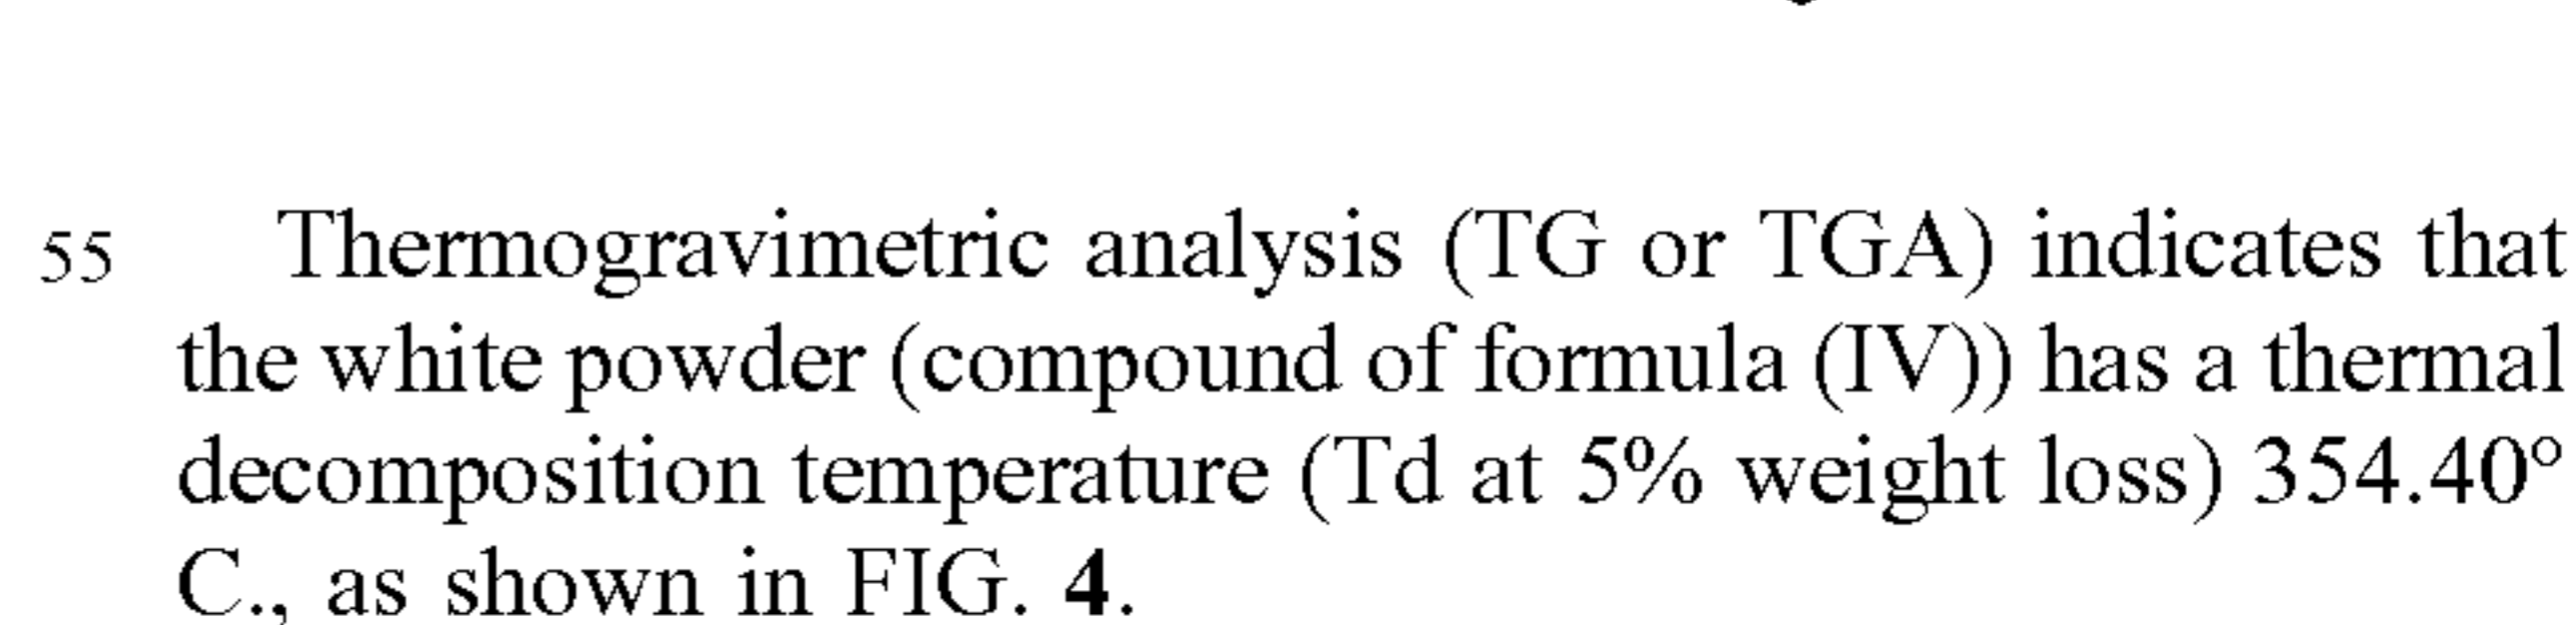 55 Thermogravimetric analysis (TG or TGA) indicates that
the white powder (compound of formula (IV)) has a thermal
decomposition temperature (Td at 5% weight loss) 354.40°
C., as shown in FIG. 4.